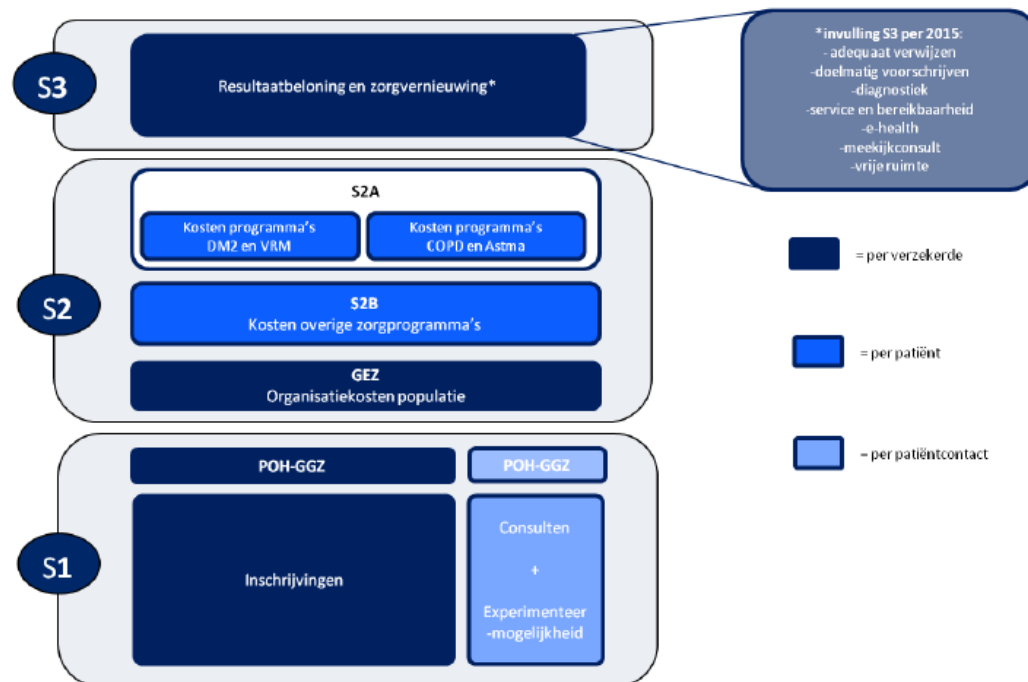 S3
Resultaatbeloning en zorgvernieuwing*
*invulling S3 per 2015:
- adequaat verwijzen
-doelmatig voorschrijven
-diagnostiek
-service en bereikbaarheid
-e-health
-meekijkconsult
-vrije ruimte
S2
S2A
Kosten programma's
DM2 en VRM
Kosten programma's
COPD en Astma
S2B
Kosten overige zorgprogramma's
GEZ
Organisatiekosten populatie
= per verzekerde
= per patiënt
= per patiëntcontact
S1
POH-GGZ
POH-GGZ
Inschrijvingen
Consulten
+
Experimenteer
-mogelijkheid